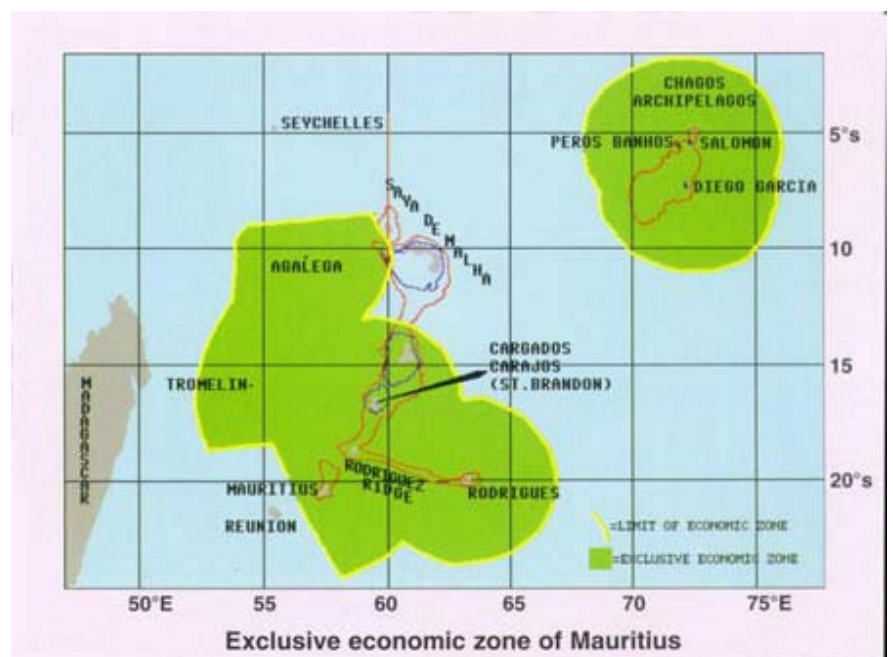 CHAGOS
ARCHIPELAGOS
SEYCHELLES
5°s
PEROS BANHOS
SALOMON
DIEGO GARCIA
SAYA DE MALHA
10
AGALEGA
CARGADOS
CARAJOS
(ST.BRANDON)
15
TROMELIN
MADAGASCAR
RODRIGUEZ
RIDGE
20°s
MAURITIUS
RODRIGUES
REUNION
=LIMIT OF ECONOMIC ZONE
=EXCLUSIVE ECONOMIC ZONE
50°E 55 60 65 70 75°E
Exclusive economic zone of Mauritius